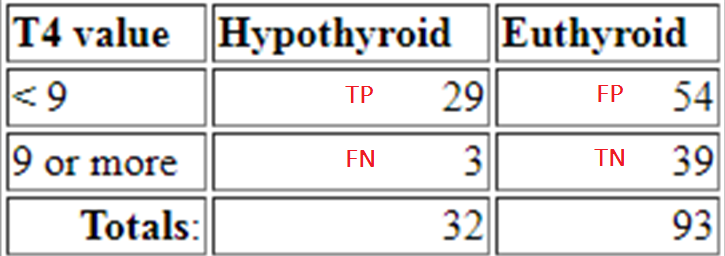 T4 value Hypothyroid Euthyroid
< 9 TP 29 FP 54
9 or more FN 3 TN 39
Totals: 32 93